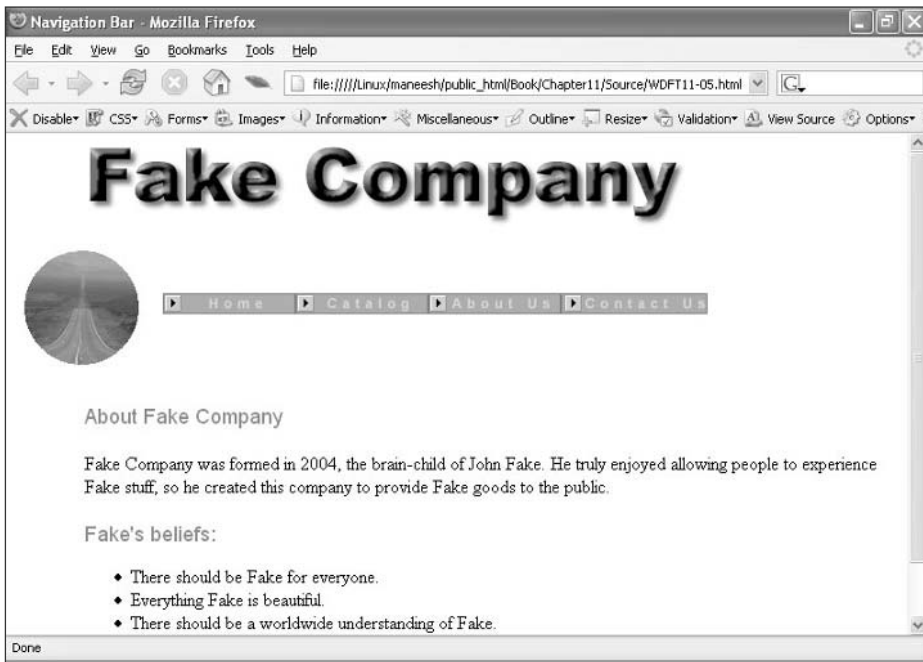 Navigation Bar - Mozilla Firefox
File Edit View Go Bookmarks Tools Help
file://///Linux/maneesh/public_html/Book/Chapter11/Source/WDFT11-05.html G
Disable CSS Forms Images Information Miscellaneous Outline Resize Validation View Source Options
Fake Company
Home Catalog About Us Contact Us
About Fake Company
Fake Company was formed in 2004, the brain-child of John Fake. He truly enjoyed allowing people to experience
Fake stuff, so he created this company to provide Fake goods to the public.
Fake's beliefs:
• There should be Fake for everyone.
• Everything Fake is beautiful.
• There should be a worldwide understanding of Fake.
Done